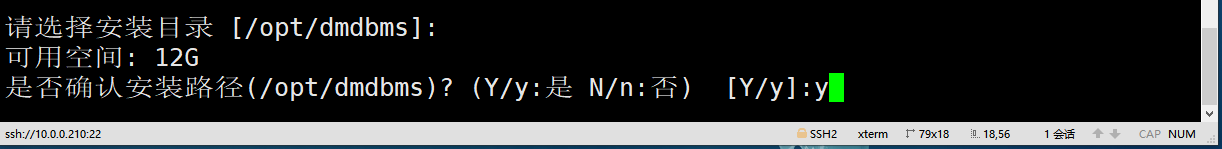 请选择安装目录 [/opt/dmdbms]:
可用空间: 12G
是否确认安装路径(/opt/dmdbms)? (Y/y:是 N/n:否)  [Y/y]:y
ssh://10.0.0.210:22 SSH2 xterm 79x18 18,56 1 会话 CAP NUM